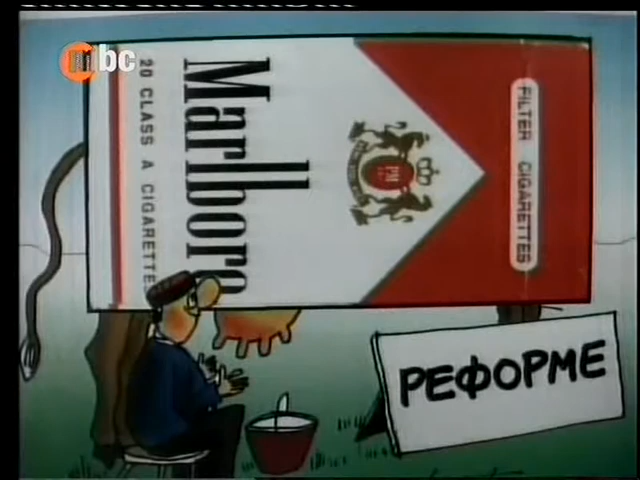 mbc
20 CLASS A CIGARETTES
Marlboro
PM
FILTER CIGARETTES
РЕФОРМЕ